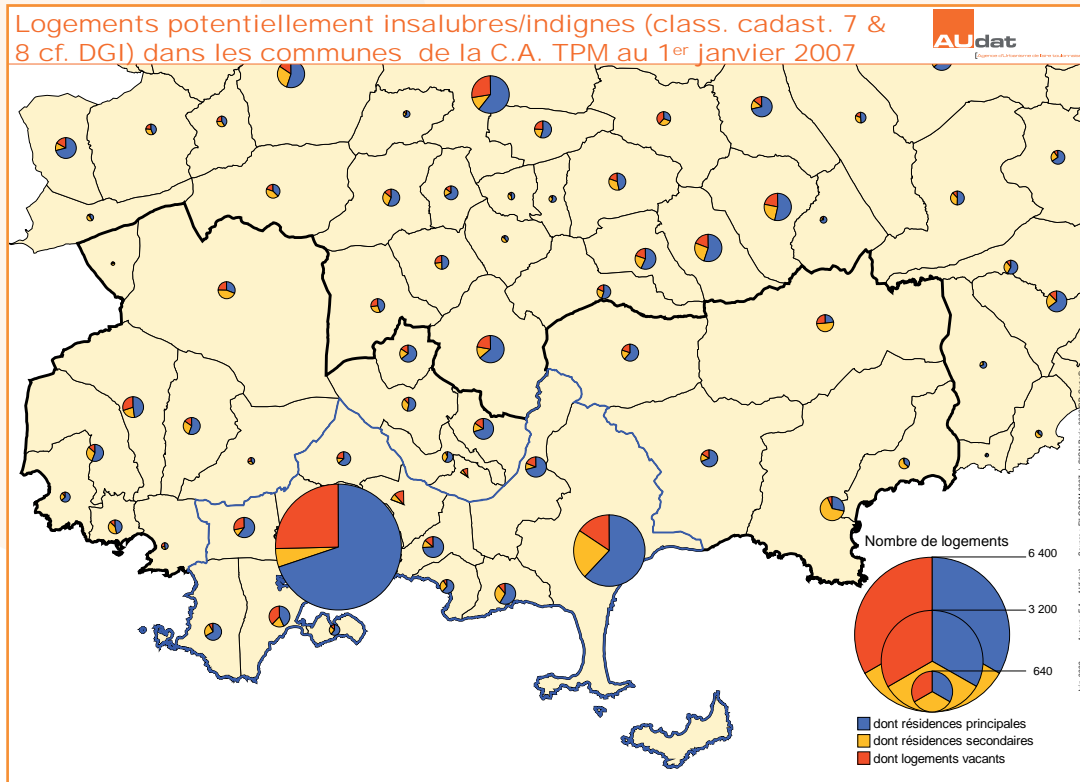 Logements potentiellement insalubres/indignes (class. cadast. 7 &
8 cf. DGI) dans les communes de la C.A. TPM au 1er janvier 2007
AUdat
Nombre de logements
6 400
3 200
640
dont résidences principales
dont résidences secondaires
dont logements vacants